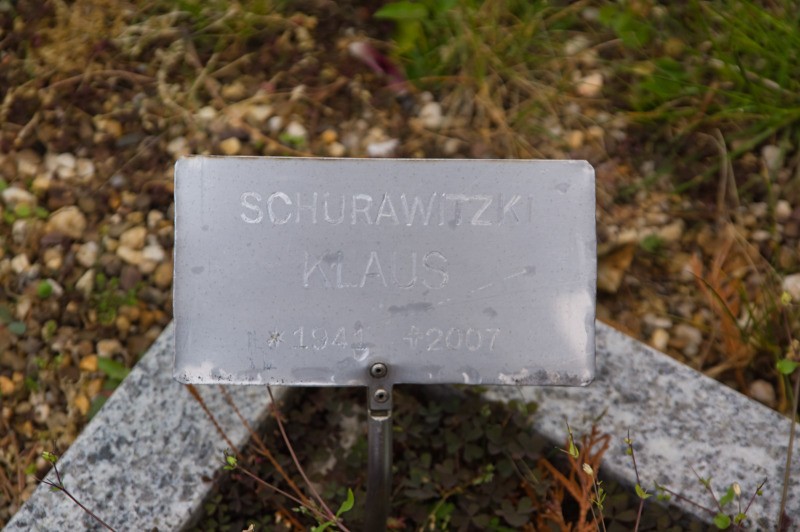 SCHURAWITZKI
KLAUS
*1941 †2007